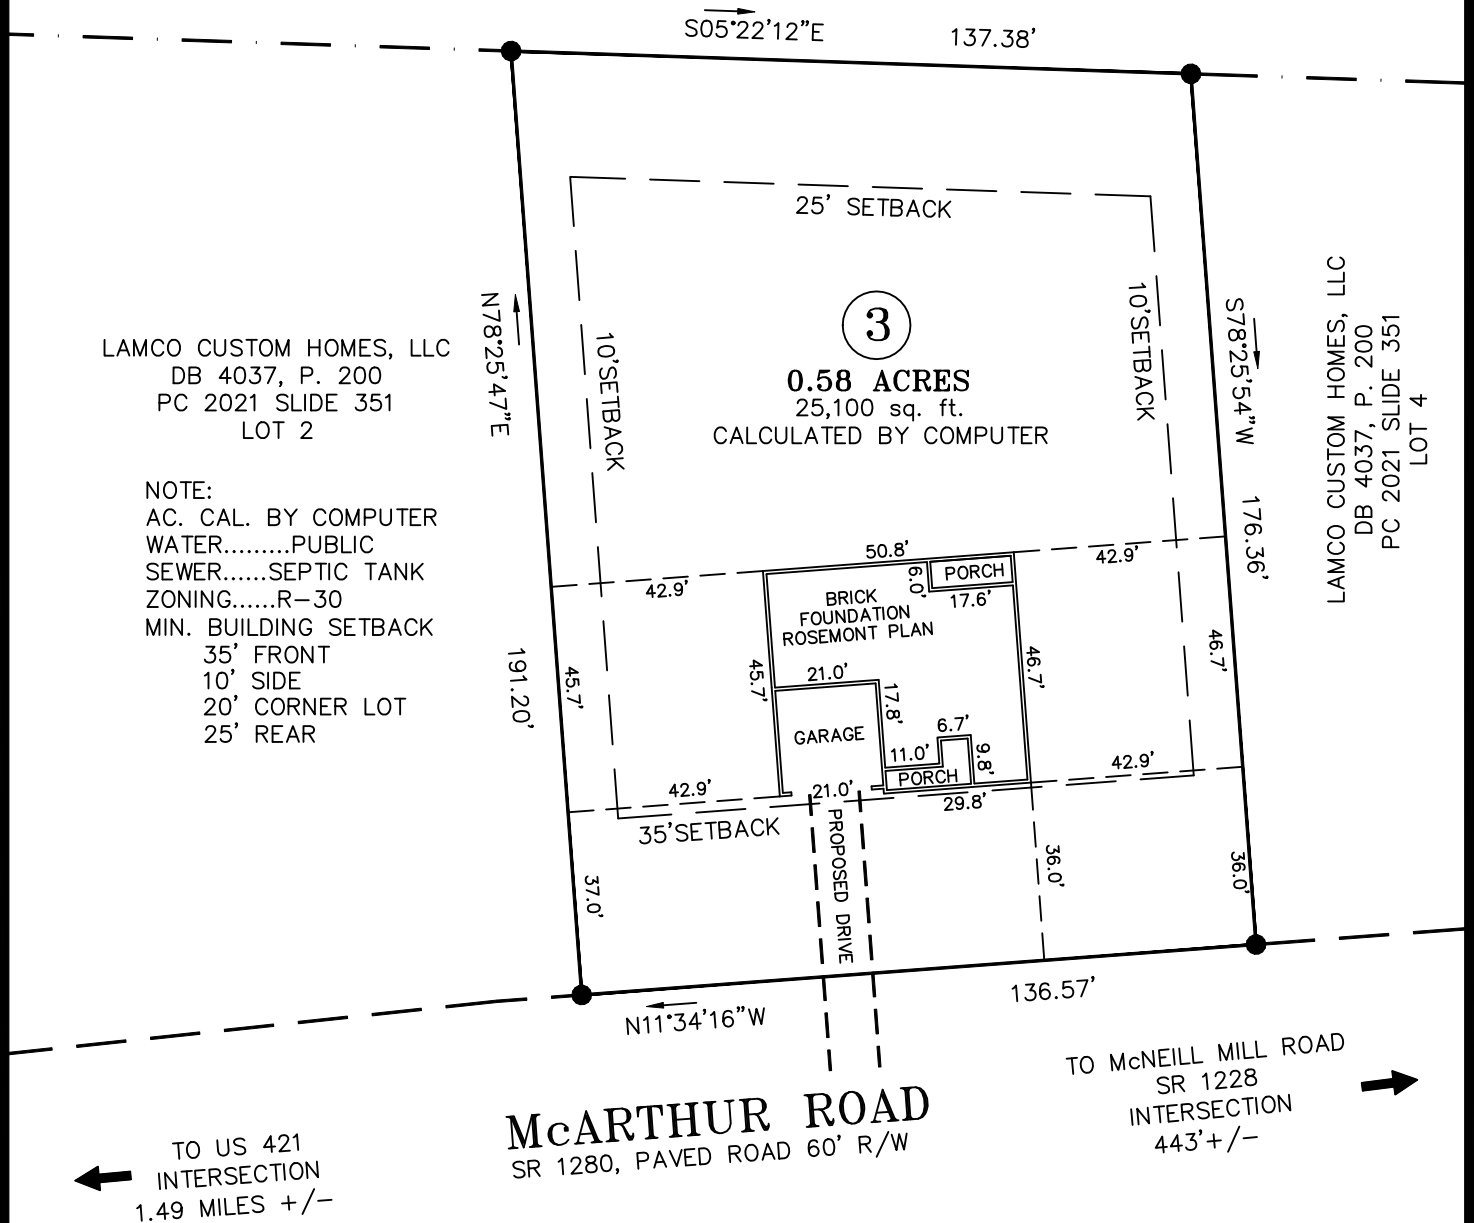 S05°22'12"E
137.38'
25' SETBACK
N78°25'47"E
10'SETBACK
10'SETBACK
S78°25'54"W
3
0.58 ACRES
25,100 sq. ft.
CALCULATED BY COMPUTER
LAMCO CUSTOM HOMES, LLC
DB 4037, P. 200
PC 2021 SLIDE 351
LOT 2
LAMCO CUSTOM HOMES, LLC
DB 4037, P. 200
PC 2021 SLIDE 351
LOT 4
NOTE:
AC. CAL. BY COMPUTER
WATER.........PUBLIC
SEWER......SEPTIC TANK
ZONING......R-30
MIN. BUILDING SETBACK
35' FRONT
10' SIDE
20' CORNER LOT
25' REAR
176.36'
191.20'
50.8'
42.9'
42.9'
6.0'
PORCH
17.6'
BRICK
FOUNDATION
ROSEMONT PLAN
45.7'
45.7'
46.7'
46.7'
21.0'
17.8'
GARAGE
6.7'
11.0'
9.8'
PORCH
42.9'
42.9'
21.0'
29.8'
35'SETBACK
PROPOSED DRIVE
37.0'
36.0'
36.0'
N11°34'16"W
136.57'
McARTHUR ROAD
SR 1280, PAVED ROAD 60' R/W
TO McNEILL MILL ROAD
SR 1228
INTERSECTION
443'+/-
TO US 421
INTERSECTION
1.49 MILES +/-